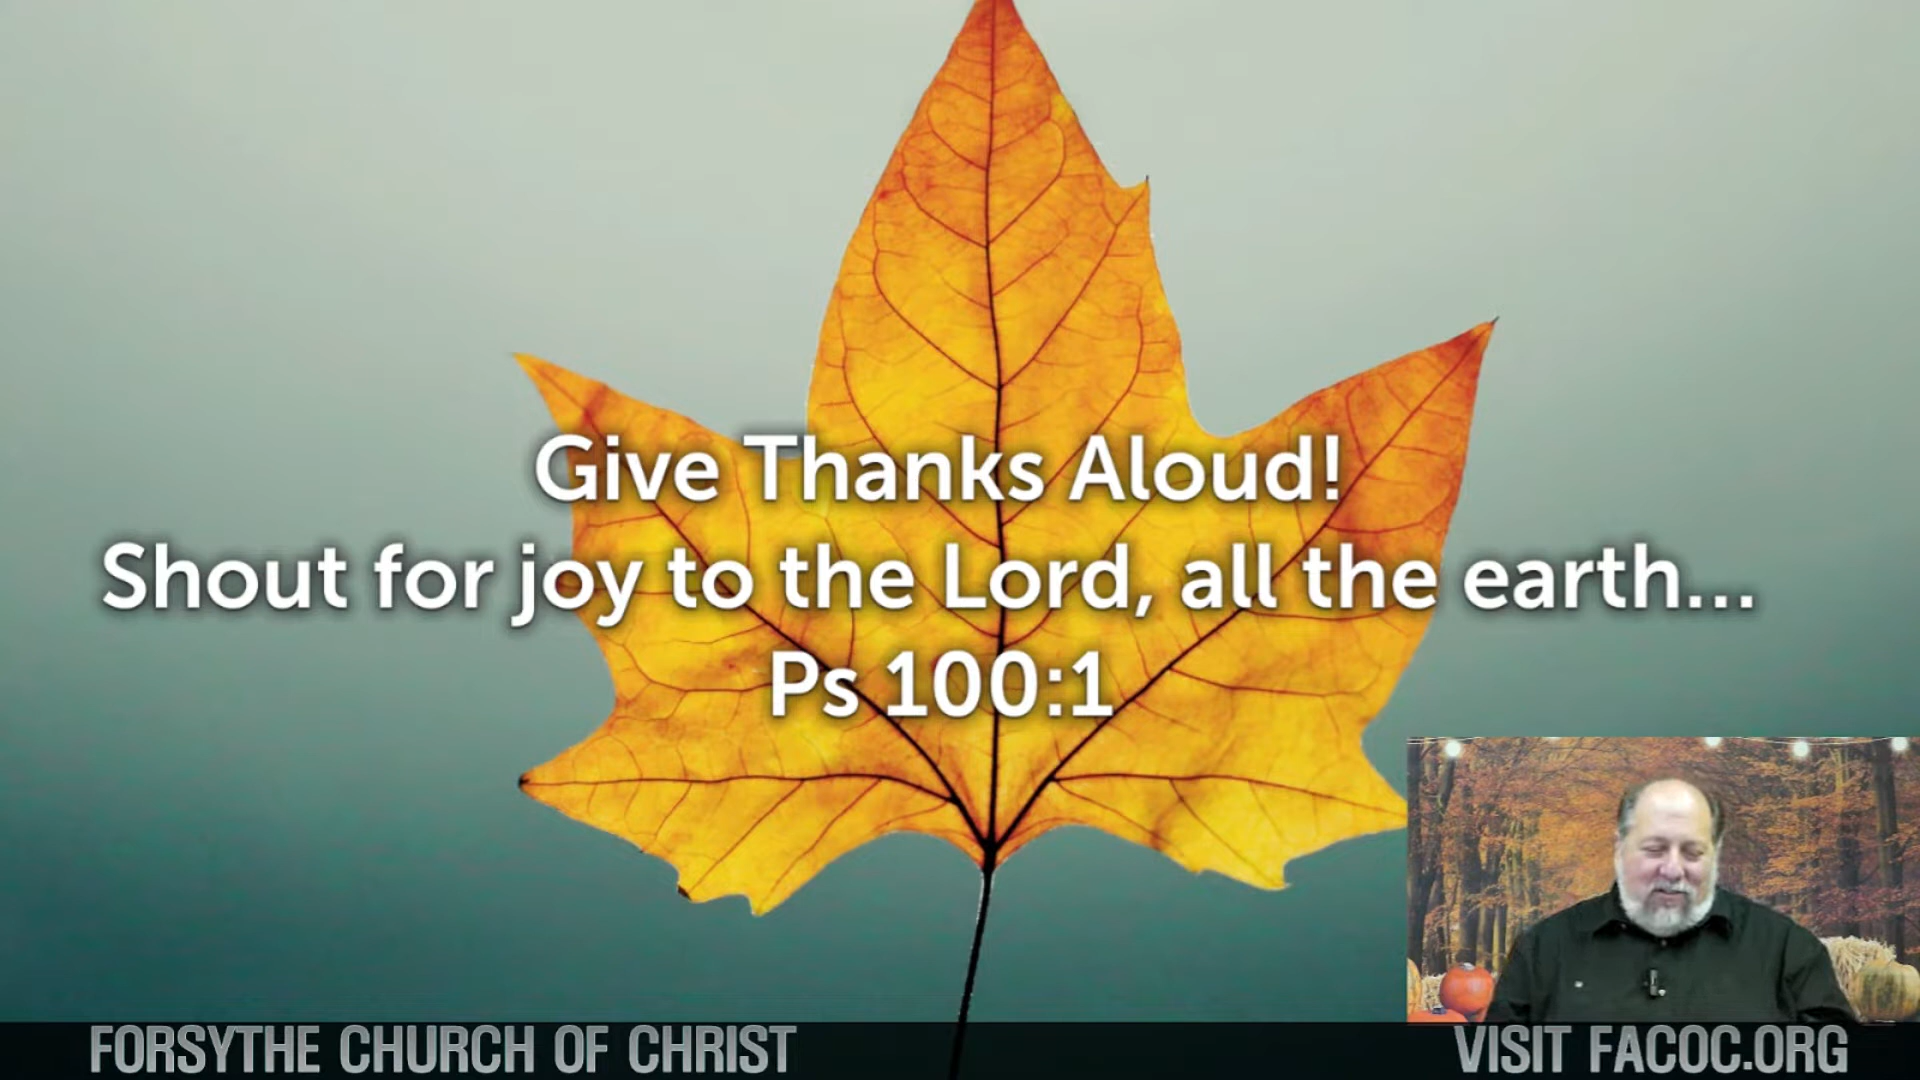 Give Thanks Aloud!
Shout for joy to the Lord, all the earth...
Ps 100:1
FORSYTHE CHURCH OF CHRIST
VISIT FACOC.ORG